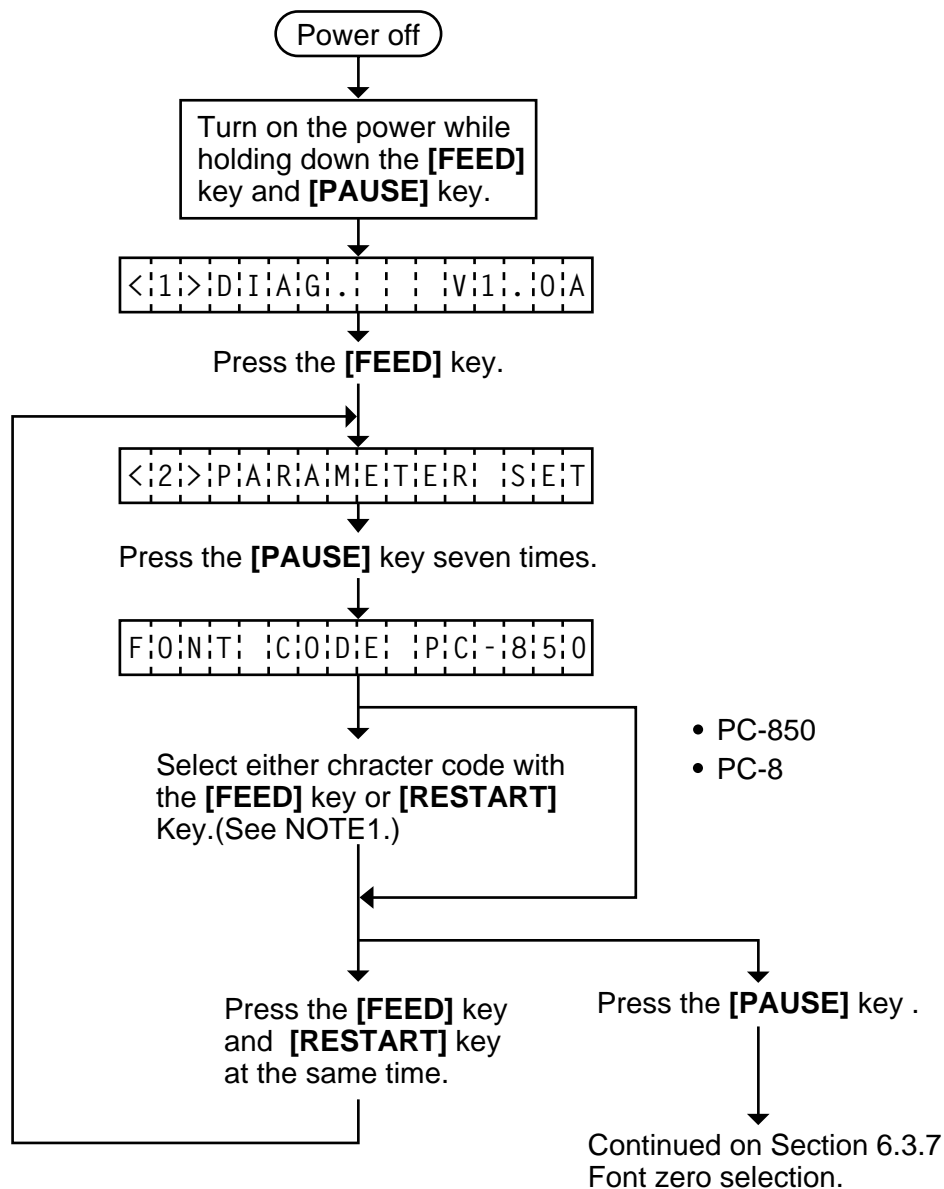 Power off
Turn on the power while
holding down the [FEED]
key and [PAUSE] key.
<1>DIAG.    V1.0A
Press the [FEED] key.
<2>PARAMETER SET
Press the [PAUSE] key seven times.
FONT CODE PC-850
• PC-850
• PC-8
Select either chracter code with
the [FEED] key or [RESTART]
Key.(See NOTE1.)
Press the [FEED] key
and [RESTART] key
at the same time.
Press the [PAUSE] key .
Continued on Section 6.3.7
Font zero selection.